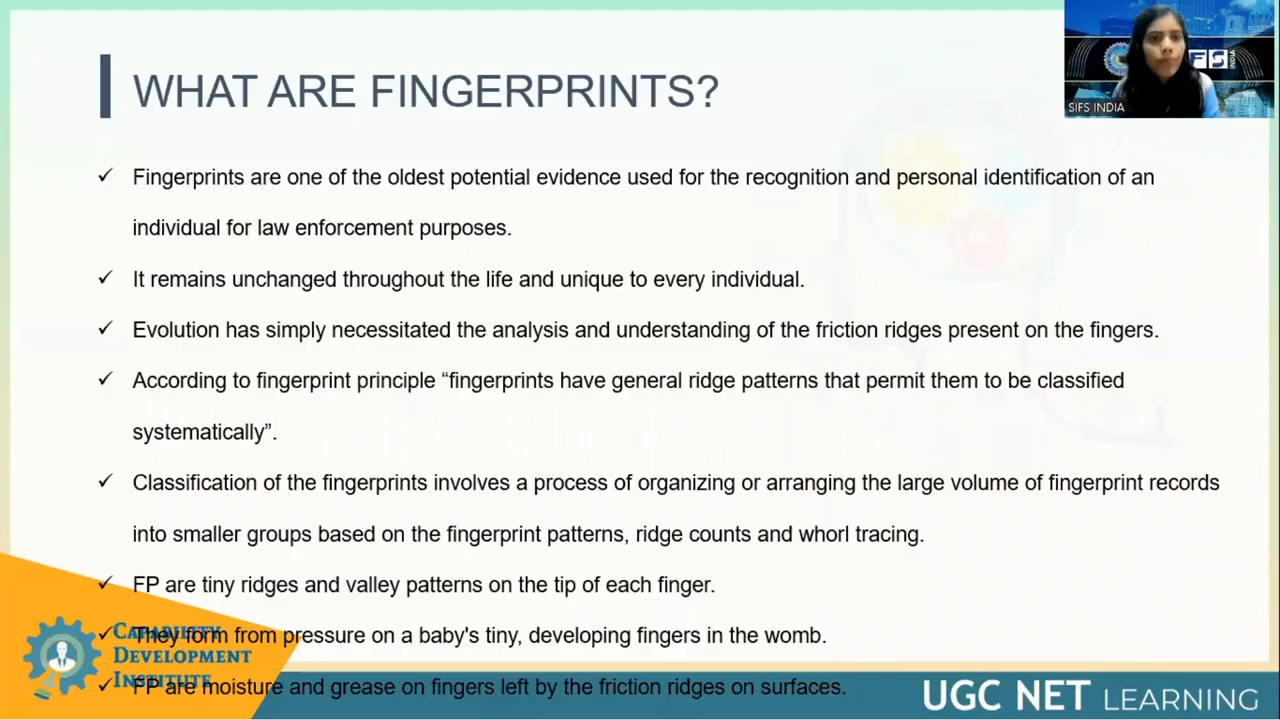 WHAT ARE FINGERPRINTS?
SIFS INDIA
FS INDIA
✓ Fingerprints are one of the oldest potential evidence used for the recognition and personal identification of an
individual for law enforcement purposes.
✓ It remains unchanged throughout the life and unique to every individual.
✓ Evolution has simply necessitated the analysis and understanding of the friction ridges present on the fingers.
✓ According to fingerprint principle “fingerprints have general ridge patterns that permit them to be classified
systematically”.
✓ Classification of the fingerprints involves a process of organizing or arranging the large volume of fingerprint records
into smaller groups based on the fingerprint patterns, ridge counts and whorl tracing.
✓ FP are tiny ridges and valley patterns on the tip of each finger.
✓ They form from pressure on a baby's tiny, developing fingers in the womb.
✓ FP are moisture and grease on fingers left by the friction ridges on surfaces.
CAPABILITY
DEVELOPMENT
INSTITUTE
UGC NET LEARNING